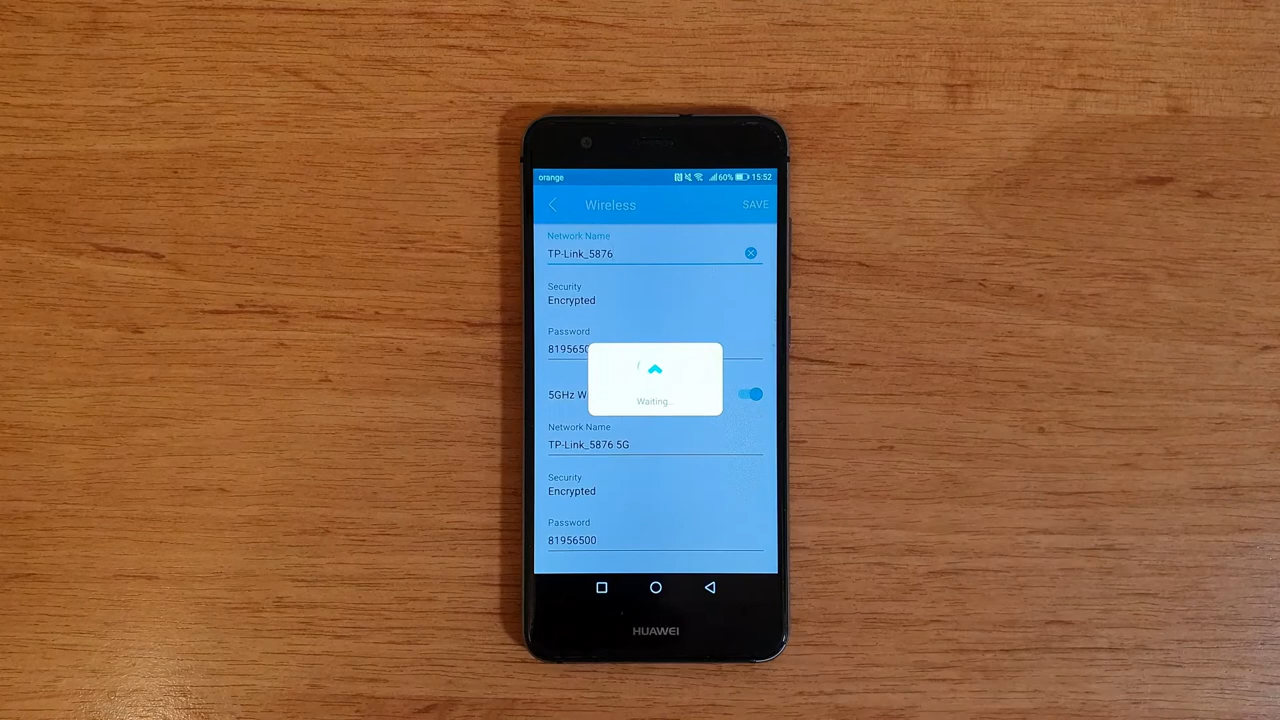 orange 60% 15:52
Wireless SAVE
Network Name
TP-Link_5876
Security
Encrypted
Password
8195650
Waiting...
5GHz W
Network Name
TP-Link_5876 5G
Security
Encrypted
Password
81956500
HUAWEI